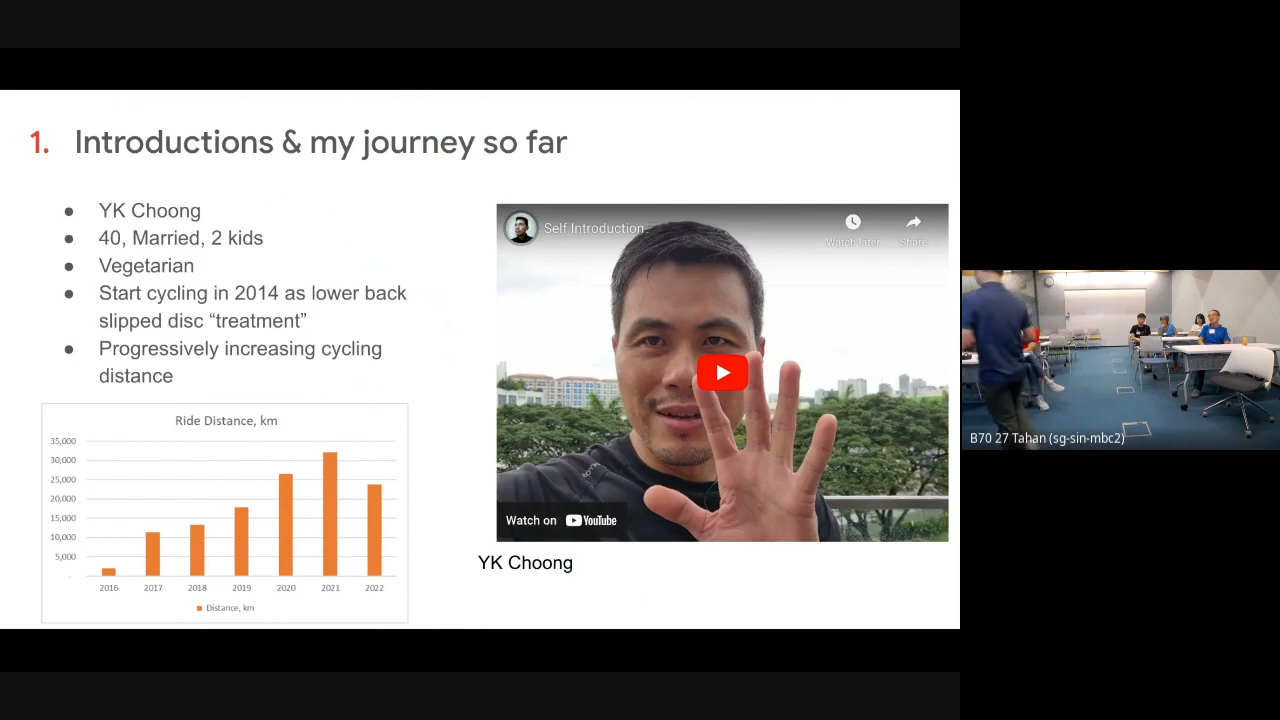 1. Introductions & my journey so far
● YK Choong
● 40, Married, 2 kids
● Vegetarian
● Start cycling in 2014 as lower back
slipped disc “treatment”
● Progressively increasing cycling
distance
Ride Distance, km
35,000
30,000
25,000
20,000
15,000
10,000
5,000
-
2016 2017 2018 2019 2020 2021 2022
Distance, km
Self Introduction
Watch later Share
Watch on YouTube
YK Choong
B70 27 Tahan (sg-sin-mbc2)